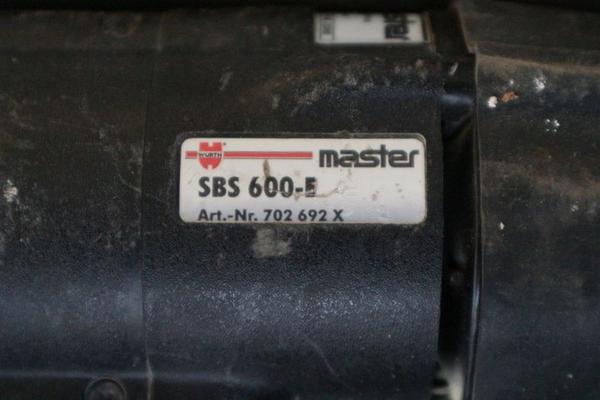 WÜRTH master
SBS 600-E
Art.-Nr. 702 692 X